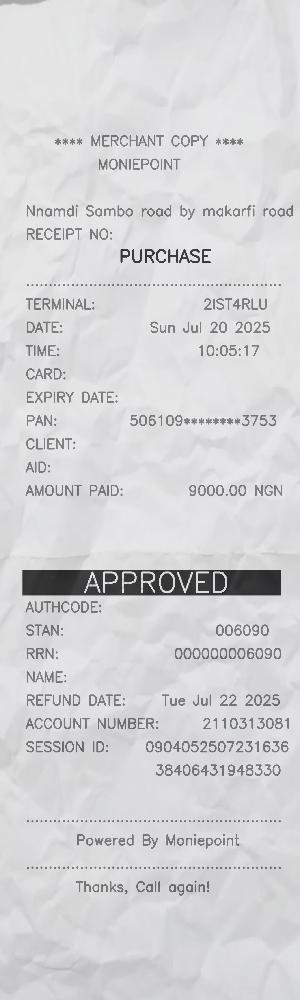 **** MERCHANT COPY ****
MONIEPOINT
Nnamdi Sambo road by makarfi road
RECEIPT NO:
PURCHASE
TERMINAL: 2IST4RLU
DATE: Sun Jul 20 2025
TIME: 10:05:17
CARD:
EXPIRY DATE:
PAN: 506109********3753
CLIENT:
AID:
AMOUNT PAID: 9000.00 NGN
APPROVED
AUTHCODE:
STAN: 006090
RRN: 000000006090
NAME:
REFUND DATE: Tue Jul 22 2025
ACCOUNT NUMBER: 2110313081
SESSION ID: 0904052507231636
38406431948330
Powered By Moniepoint
Thanks, Call again!